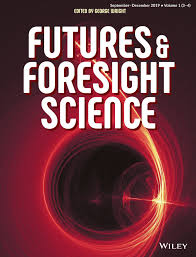 September - December 2019 • Volume 1 (3-4)
EDITED BY GEORGE WRIGHT
FUTURES &
FORESIGHT
SCIENCE
WILEY